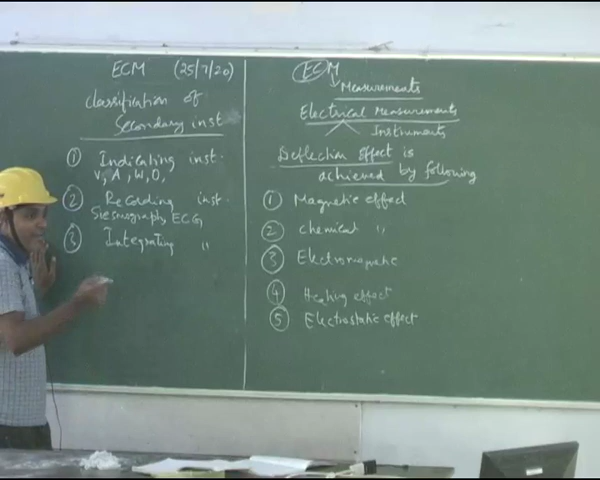 ECM (25/7/20)
Classification of
Secondary inst
① Indicating inst.
V, A, W, O,
② Recording inst.
Siesmograph, ECG,
③ Integrating "
ECM
Measurements
Electrical Measurements
Instruments
Deflection effect is
achieved by following
① Magnetic effect
② Chemical "
③ Electromagnetic
④ Heating effect
⑤ Electrostatic effect